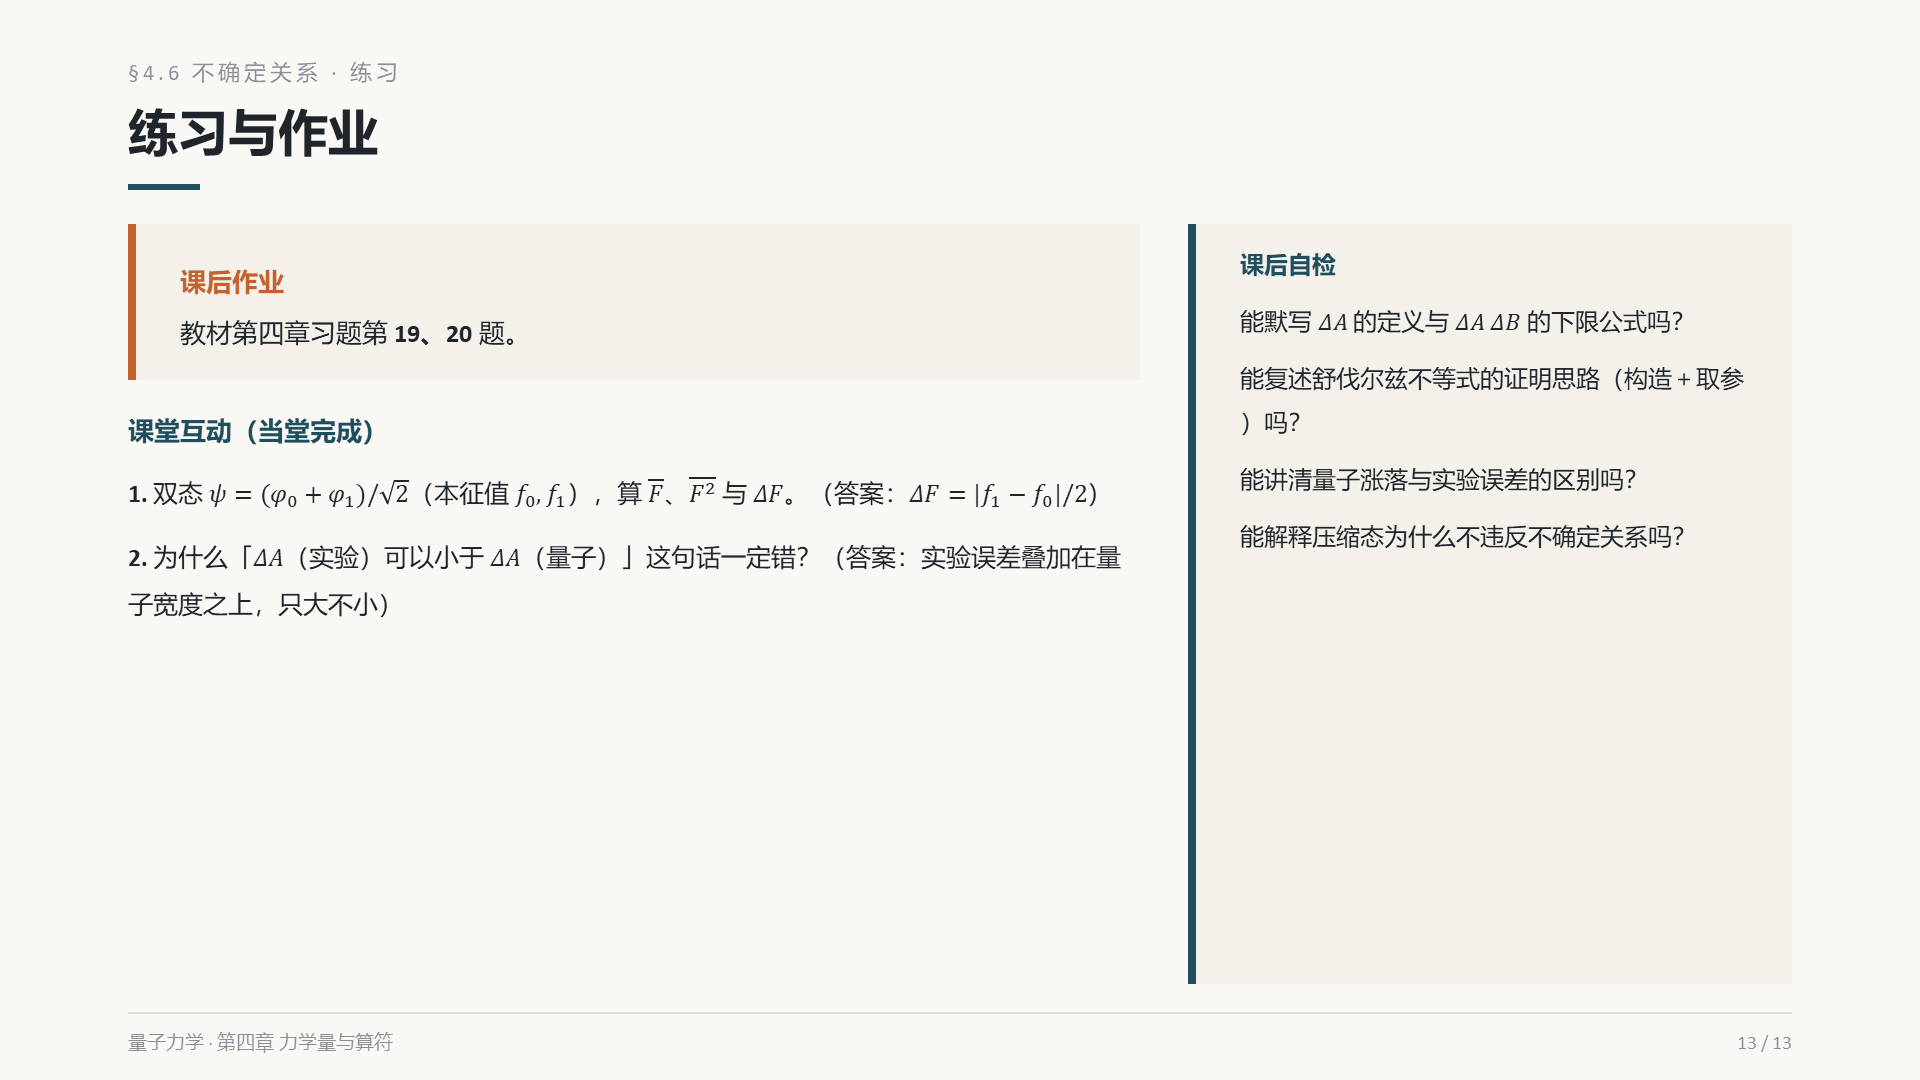 §4.6 不确定关系 · 练习
练习与作业
课后作业
教材第四章习题第 19、20 题。
课堂互动（当堂完成）
1. 双态 ψ = (φ₀ + φ₁)/√2（本征值 f₀, f₁），算 F̅、F̅²̅ 与 ΔF。（答案：ΔF = |f₁ − f₀|/2）
2. 为什么「ΔA（实验）可以小于 ΔA（量子）」这句话一定错？（答案：实验误差叠加在量
子宽度之上，只大不小）
课后自检
能默写 ΔA 的定义与 ΔA ΔB 的下限公式吗？
能复述舒伐尔兹不等式的证明思路（构造 + 取参
）吗？
能讲清量子涨落与实验误差的区别吗？
能解释压缩态为什么不违反不确定关系吗？
量子力学 · 第四章 力学量与算符
13 / 13